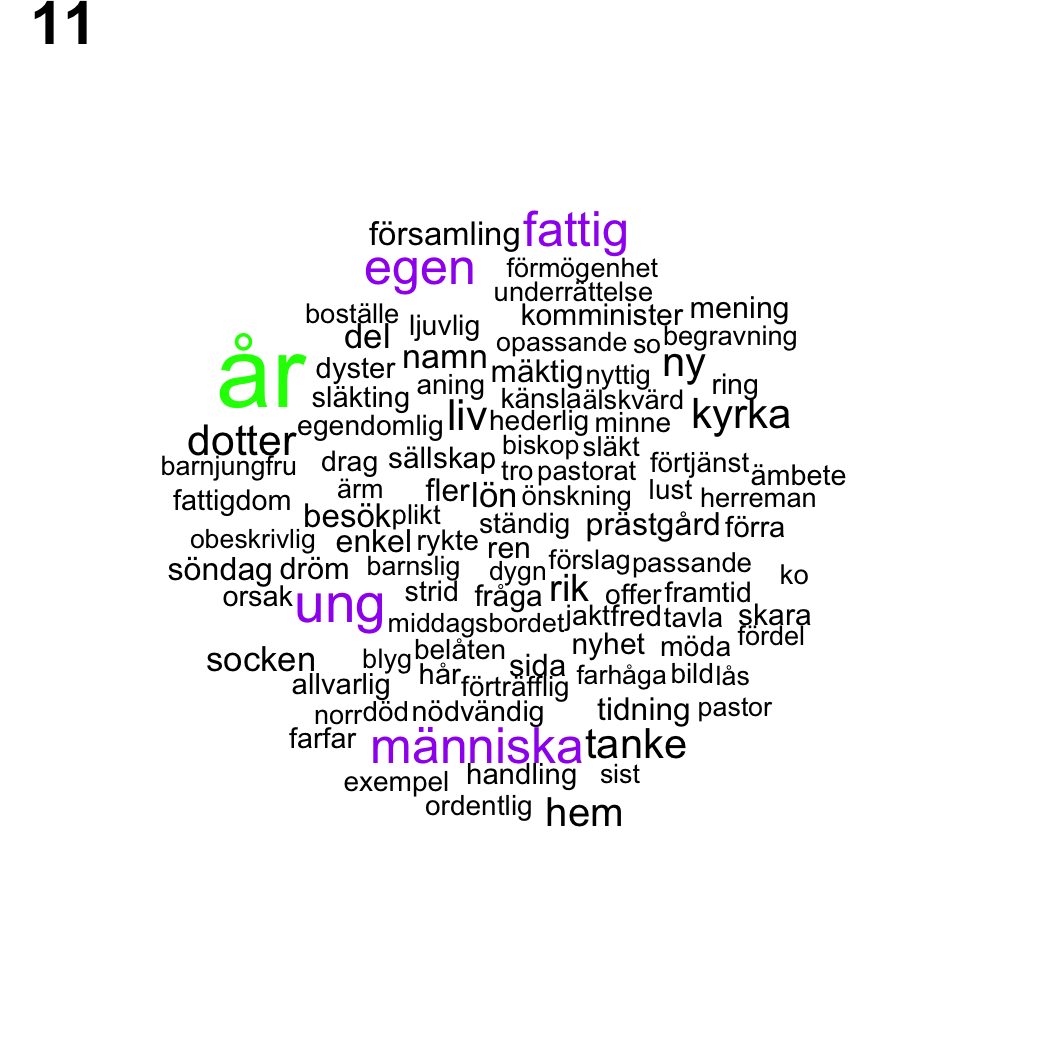 11
församling fattig
egen förmögenhet
underrättelse
boställe ljuvlig komminister mening
del opassande so begravning
år dyster namn mäktig nyttig ny ring
släkting aning känsla älskvärd
egendomlig liv hederlig minne kyrka
dotter biskop släkt
barnjungfru drag sällskap tro pastorat förtjänst ämbete
fattigdom ärm fler lön önskning lust herreman
besök plikt ständig prästgård förra
obeskrivlig enkel rykte ren
söndag dröm barnslig dygn förslag passande ko
orsak ung strid fråga rik offer framtid
middagsbordet jaktfred tavla skara
socken blyg belåten nyhet möda fördel
allvarlig hår sida farhåga bild lås
förträfflig
norr död nödvändig tidning pastor
farfar människa tanke
exempel handling sist
ordentlig hem